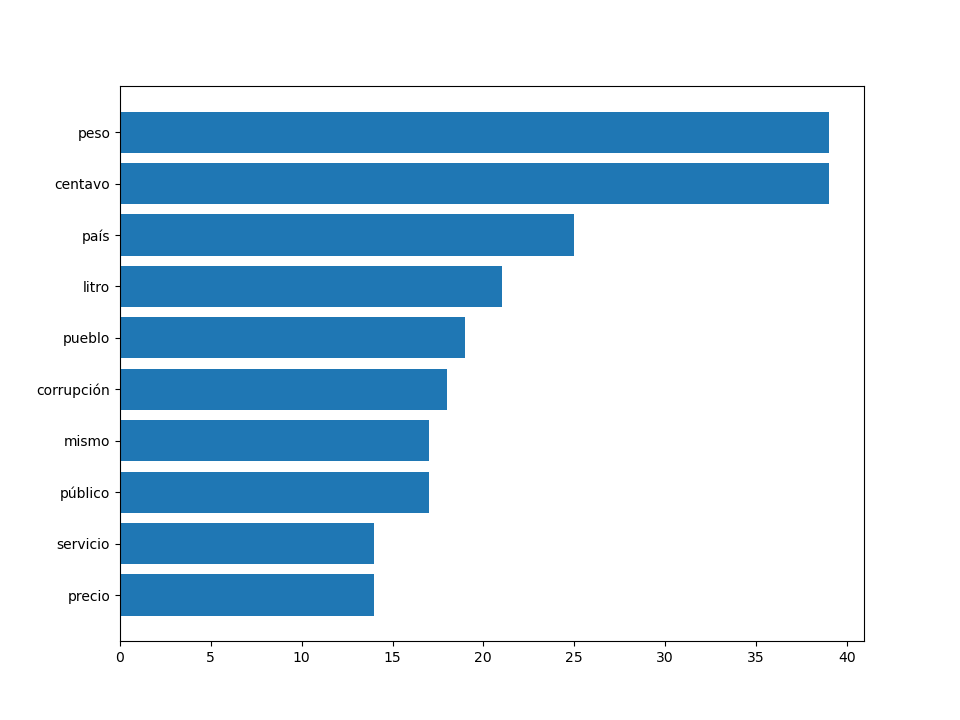 peso
centavo
país
litro
pueblo
corrupción
mismo
público
servicio
precio
0 5 10 15 20 25 30 35 40